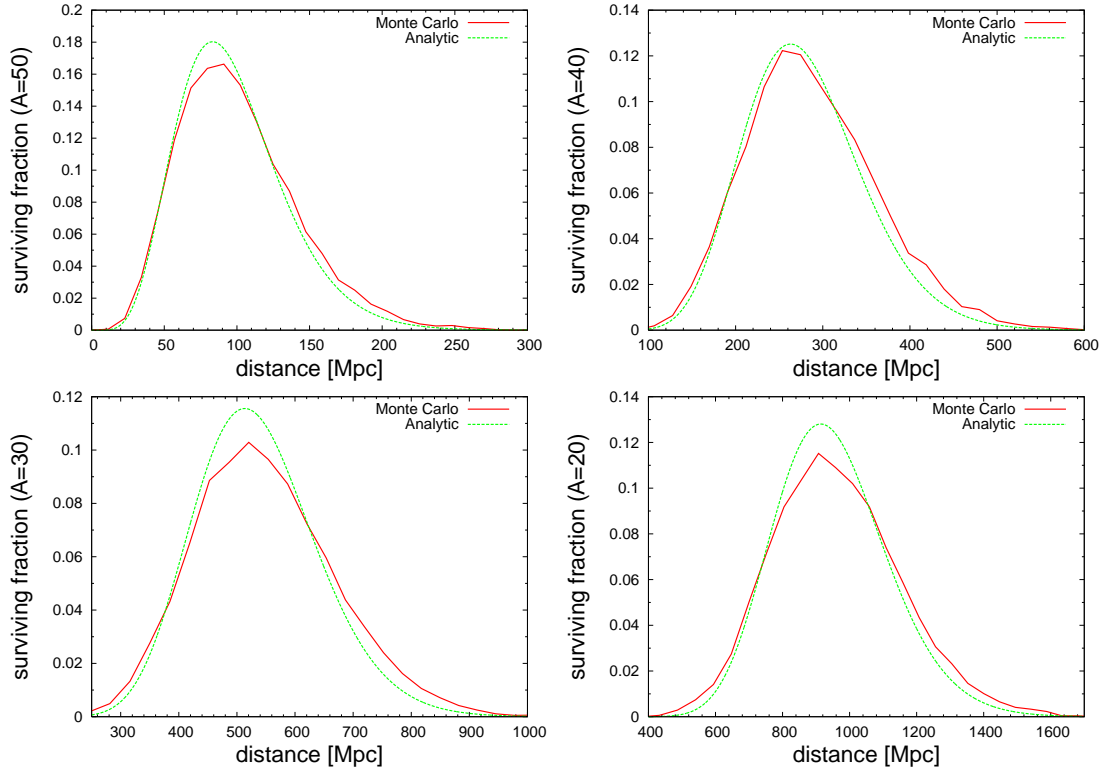 surviving fraction (A=50)
0.2
0.18
0.16
0.14
0.12
0.1
0.08
0.06
0.04
0.02
0
Monte Carlo
Analytic
0 50 100 150 200 250 300
distance [Mpc]
surviving fraction (A=40)
0.14
0.12
0.1
0.08
0.06
0.04
0.02
0
Monte Carlo
Analytic
100 200 300 400 500 600
distance [Mpc]
surviving fraction (A=30)
0.12
0.1
0.08
0.06
0.04
0.02
0
Monte Carlo
Analytic
300 400 500 600 700 800 900 1000
distance [Mpc]
surviving fraction (A=20)
0.14
0.12
0.1
0.08
0.06
0.04
0.02
0
Monte Carlo
Analytic
400 600 800 1000 1200 1400 1600
distance [Mpc]